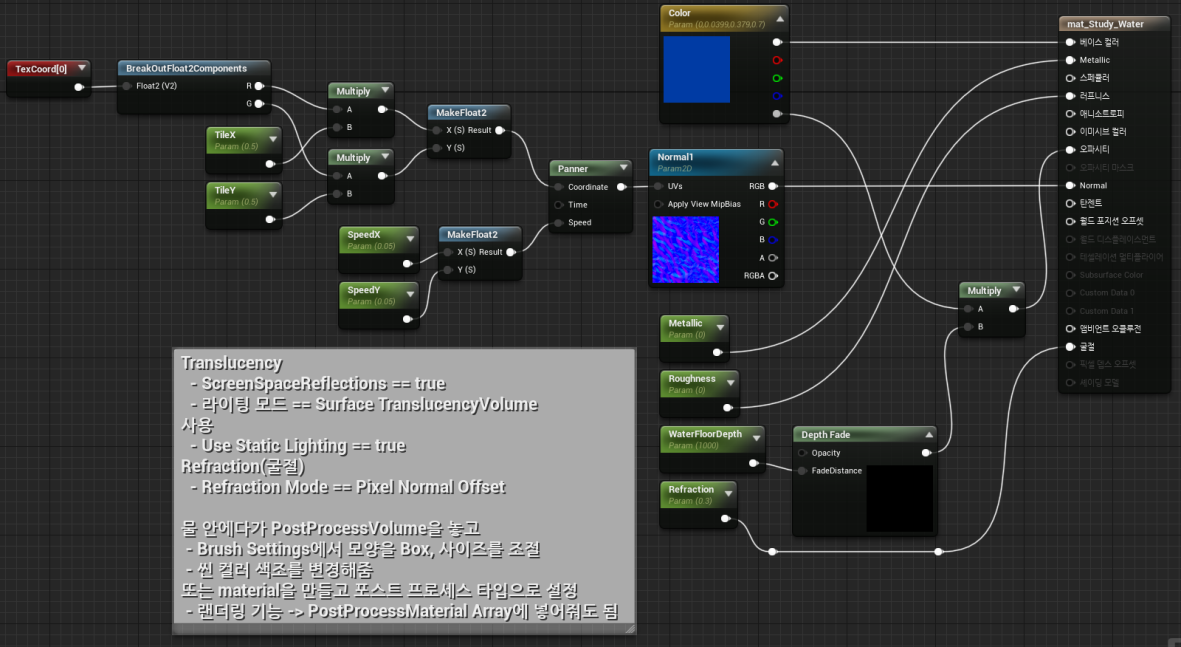 TexCoord[0]
BreakOutFloat2Components
Float2 (V2)
R
G
TileX
Param (0.5)
TileY
Param (0.5)
Multiply
A
B
Multiply
A
B
MakeFloat2
X (S) Result
Y (S)
SpeedX
Param (0.05)
SpeedY
Param (0.05)
MakeFloat2
X (S) Result
Y (S)
Panner
Coordinate
Time
Speed
Color
Param (0,0.0399,0.379,0.7)
Normal1
Param2D
UVs
RGB
Apply View MipBias
R
G
B
A
RGBA
Metallic
Param (0)
Roughness
Param (0)
WaterFloorDepth
Param (1000)
Refraction
Param (0.3)
Depth Fade
Opacity
FadeDistance
Multiply
A
B
mat_Study_Water
베이스 컬러
Metallic
스페큘러
러프니스
애니소트로피
이미시브 컬러
오파시티
오파시티 마스크
Normal
탄젠트
월드 포지션 오프셋
월드 디스플레이스먼트
테셀레이션 멀티플라이어
Subsurface Color
Custom Data 0
Custom Data 1
앰비언트 오클루전
굴절
픽셀 뎁스 오프셋
셰이딩 모델
Translucency
- ScreenSpaceReflections == true
- 라이팅 모드 == Surface TranslucencyVolume
사용
- Use Static Lighting == true
Refraction(굴절)
- Refraction Mode == Pixel Normal Offset
물 안에다가 PostProcessVolume을 놓고
- Brush Settings에서 모양을 Box, 사이즈를 조절
- 씬 컬러 색조를 변경해줌
또는 material을 만들고 포스트 프로세스 타입으로 설정
- 랜더링 기능 -> PostProcessMaterial Array에 넣어줘도 됨